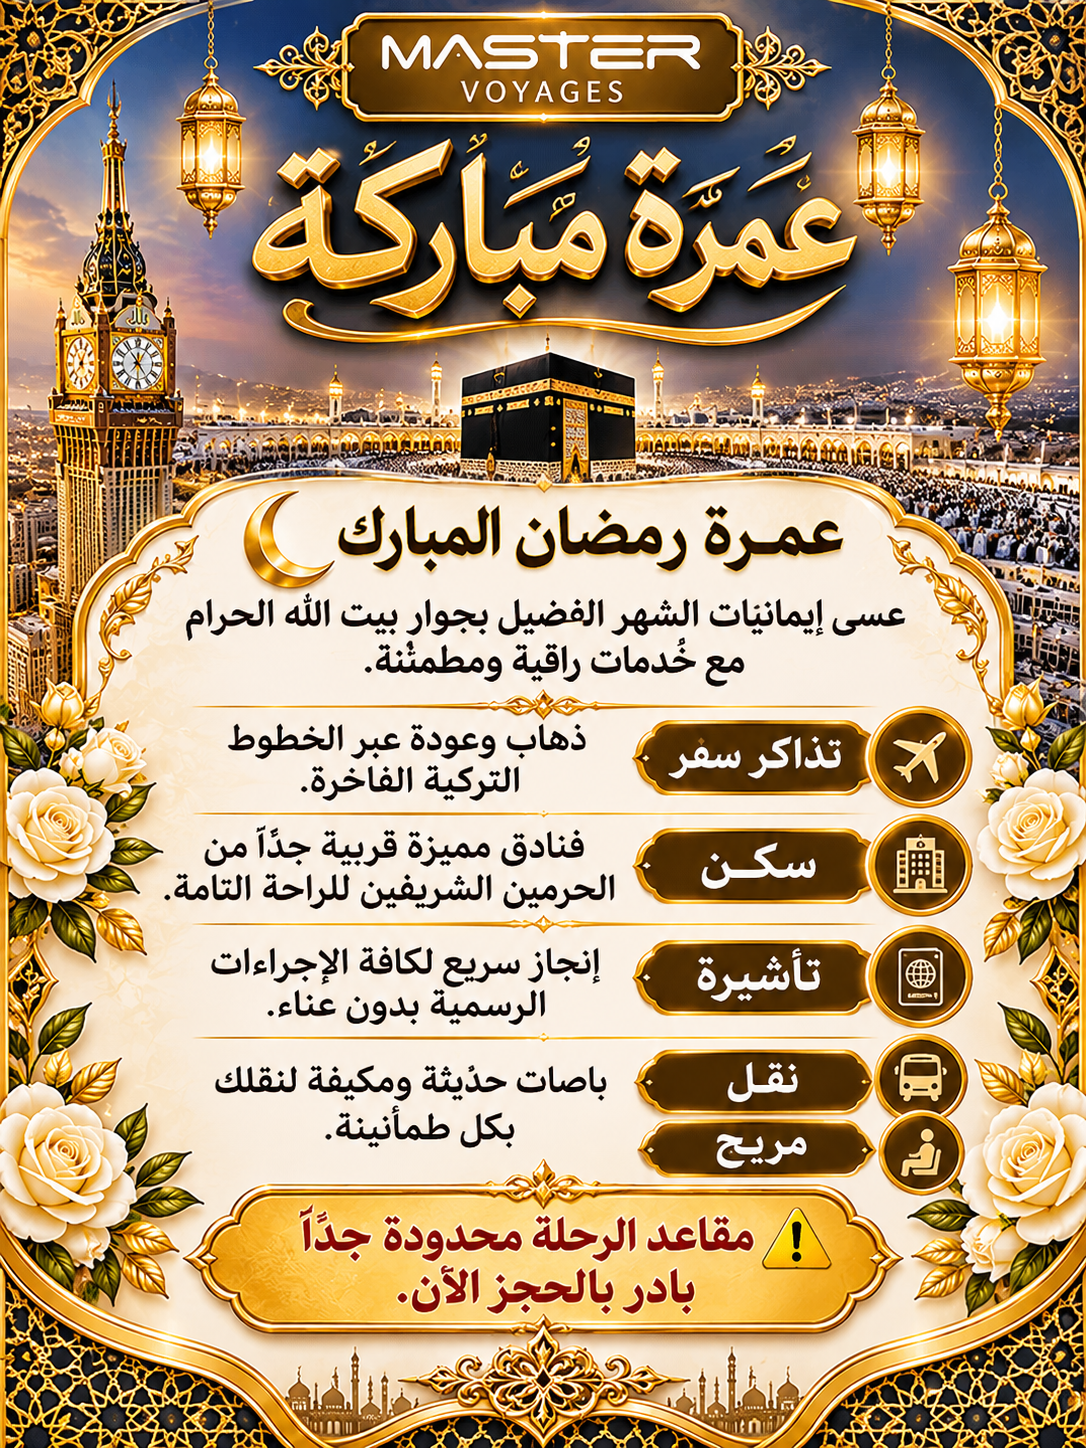 MASTER
VOYAGES
عمرة مباركة
عمرة رمضان المبارك
عسى إيمانيات الشهر الفضيل بجوار بيت الله الحرام
مع خُدمات راقية ومطمئنة.
تذاكر سفر
ذهاب وعودة عبر الخطوط
التركية الفاخرة.
سكن
فنادق مميزة قريبة جدًاً من
الحرمين الشريفين للراحة التامة.
تأشيرة
إنجاز سريع لكافة الإجراءات
الرسمية بدون عناء.
نقل
مريح
باصات حديثة ومكيفة لنقلك
بكل طمأنينة.
مقاعد الرحلة محدودة جدًاً
بادر بالحجز الآن.